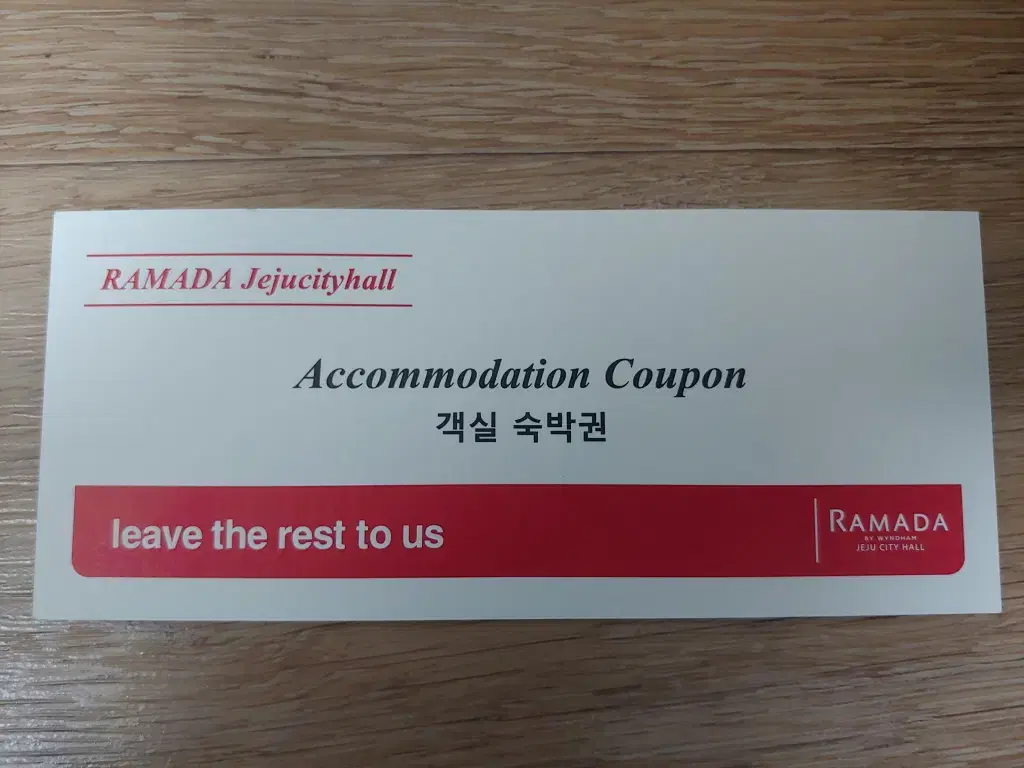 RAMADA Jejucityhall
Accommodation Coupon
객실 숙박권
leave the rest to us
RAMADA
BY WYNDHAM
JEJU CITY HALL